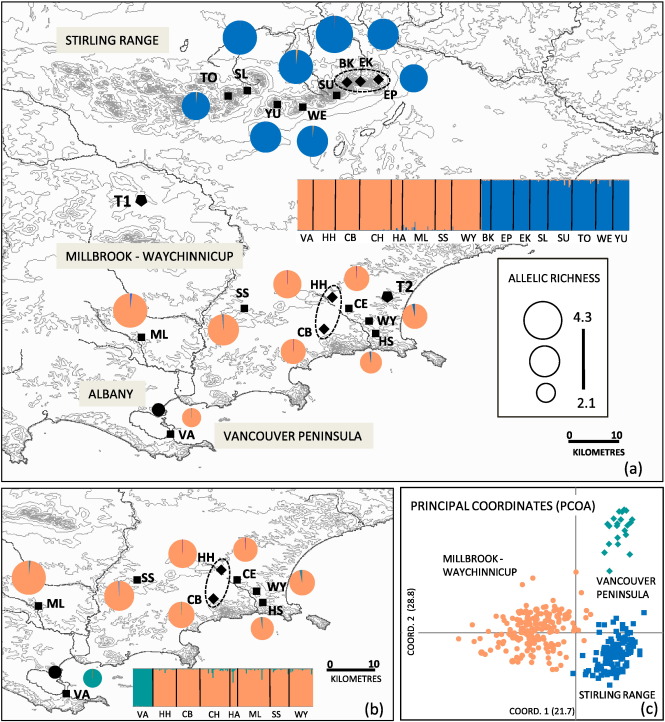 STIRLING RANGE
TO
SL
BK
EK
SU
EP
YU
WE
T1
VA HH CB CH HA ML SS WY BK EP EK SL SU TO WE YU
MILLBROOK - WAYCHINNICUP
SS
HH
CE
T2
CB
WY
HS
ML
ALLELIC RICHNESS
4.3
2.1
ALBANY
VA
VANCOUVER PENINSULA
0 10
KILOMETRES
(a)
ML
SS
HH
CE
CB
WY
HS
VA
VA HH CB CH HA ML SS WY
0 10
KILOMETRES
(b)
PRINCIPAL COORDINATES (PCOA)
MILLBROOK -
WAYCHINNICUP
VANCOUVER
PENINSULA
COORD. 2 (28.8)
STIRLING RANGE
COORD. 1 (21.7)
(c)